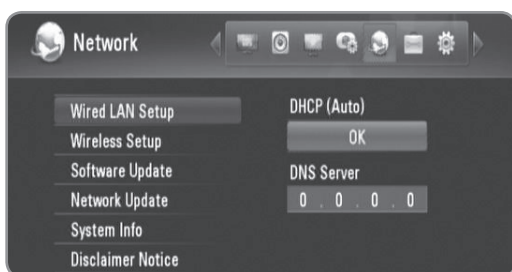 Network
Wired LAN Setup
Wireless Setup
Software Update
Network Update
System Info
Disclaimer Notice
DHCP (Auto)
OK
DNS Server
0 . 0 . 0 . 0